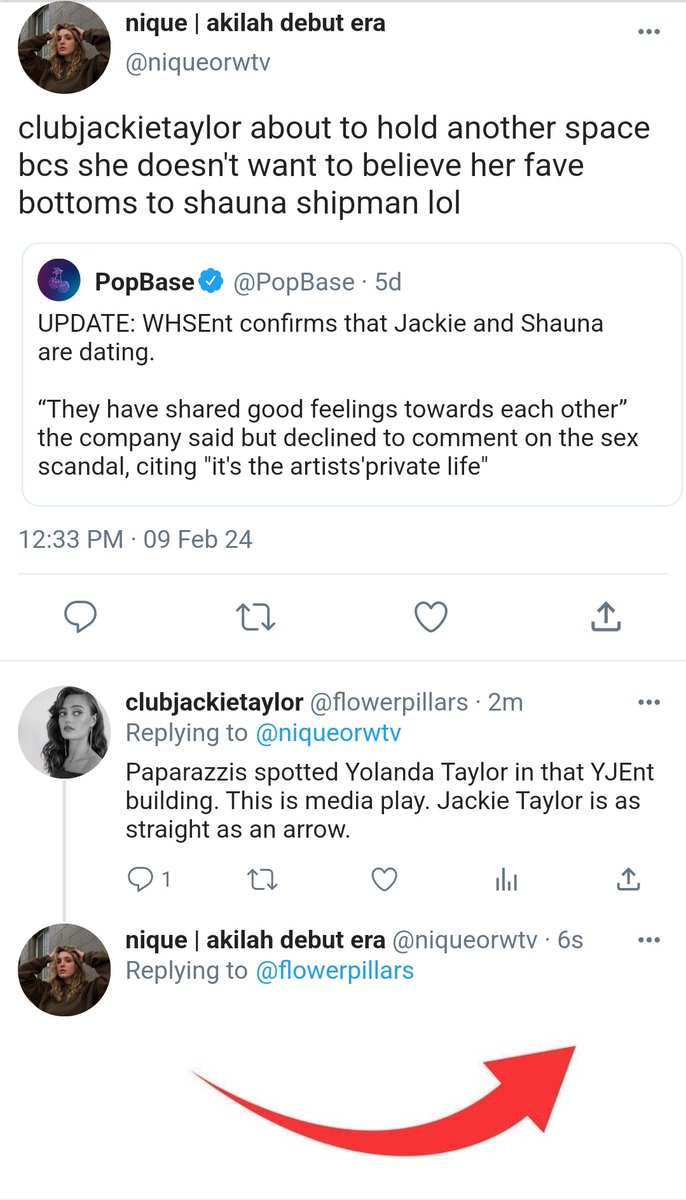 nique | akilah debut era
@niqueorwtv
clubjackietaylor about to hold another space
bcs she doesn't want to believe her fave
bottoms to shauna shipman lol
PopBase @PopBase · 5d
UPDATE: WHSEnt confirms that Jackie and Shauna
are dating.
“They have shared good feelings towards each other”
the company said but declined to comment on the sex
scandal, citing "it's the artists'private life"
12:33 PM · 09 Feb 24
clubjackietaylor @flowerpillars · 2m
Replying to @niqueorwtv
Paparazzis spotted Yolanda Taylor in that YJEnt
building. This is media play. Jackie Taylor is as
straight as an arrow.
1
nique | akilah debut era @niqueorwtv · 6s
Replying to @flowerpillars